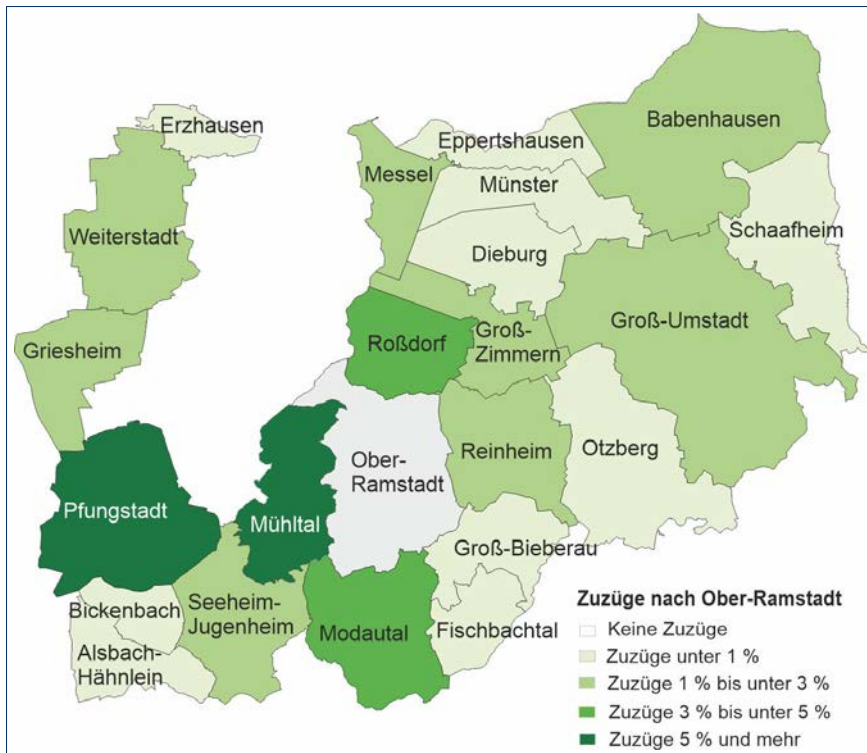 Erzhausen
Eppertshausen
Babenhausen
Messel
Münster
Schaafheim
Weiterstadt
Dieburg
Groß-Umstadt
Griesheim
Roßdorf
Groß-
Zimmern
Ober-
Ramstadt
Reinheim
Otzberg
Pfungstadt
Mühltal
Groß-Bieberau
Bickenbach
Seeheim-
Jugenheim
Modautal
Fischbachtal
Alsbach-
Hähnlein
Zuzüge nach Ober-Ramstadt
Keine Zuzüge
Zuzüge unter 1 %
Zuzüge 1 % bis unter 3 %
Zuzüge 3 % bis unter 5 %
Zuzüge 5 % und mehr